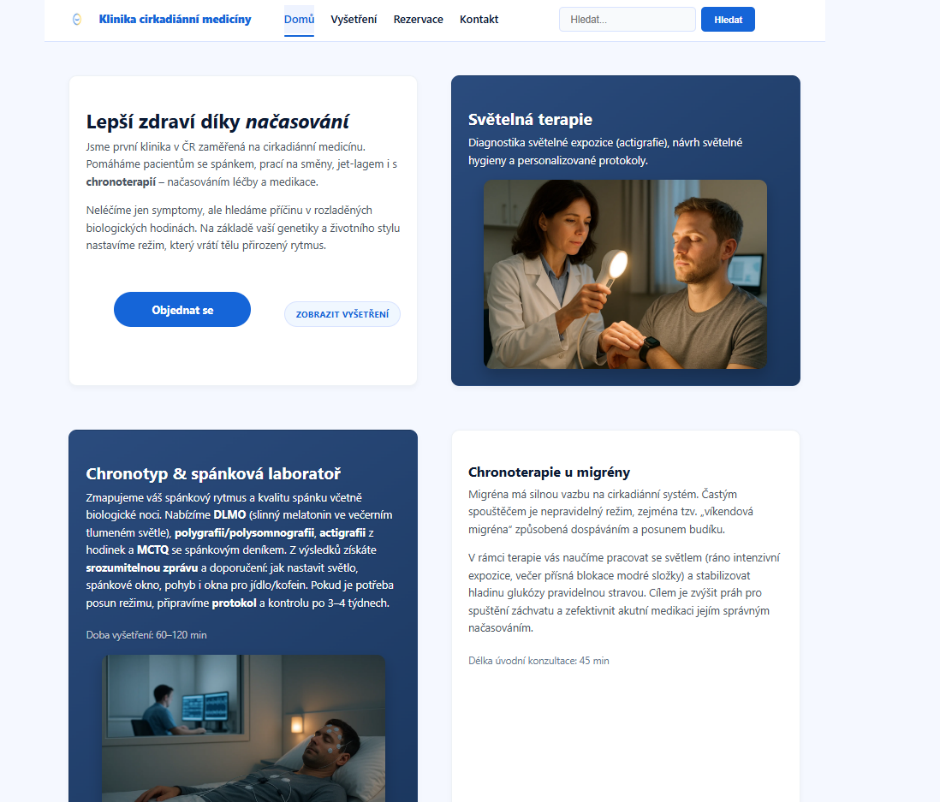 Klinika cirkadiánní medicíny
Domů
Vyšetření
Rezervace
Kontakt
Hledat...
Hledat
Lepší zdraví díky načasování
Jsme první klinika v ČR zaměřená na cirkadiánní medicínu.
Pomáháme pacientům se spánkem, prací na směny, jet-lagem i s
chronoterapií – načasováním léčby a medikace.
Neléčíme jen symptomy, ale hledáme příčinu v rozladěných
biologických hodinách. Na základě vaší genetiky a životního stylu
nastavíme režim, který vrátí tělu přirozený rytmus.
Objednat se
ZOBRAZIT VYŠETŘENÍ
Světelná terapie
Diagnostika světelné expozice (actigrafie), návrh světelné
hygieny a personalizované protokoly.
Chronotyp & spánková laboratoř
Zmapujeme váš spánkový rytmus a kvalitu spánku včetně
biologické noci. Nabízíme DLMO (slinný melatonin ve večerním
tlumeném světle), polygrafii/polysomnografii, actigrafii z
hodinek a MCTQ se spánkovým deníkem. Z výsledků získáte
srozumitelnou zprávu a doporučení: jak nastavit světlo,
spánkové okno, pohyb i okna pro jídlo/kofein. Pokud je potřeba
posun režimu, připravíme protokol a kontrolu po 3–4 týdnech.
Doba vyšetření: 60–120 min
Chronoterapie u migrény
Migréna má silnou vazbu na cirkadiánní systém. Častým
spouštěčem je nepravidelný režim, zejména tzv. „víkendová
migréna“ způsobená dospáváním a posunem budíku.
V rámci terapie vás naučíme pracovat se světlem (ráno intenzivní
expozice, večer přísná blokace modré složky) a stabilizovat
hladinu glukózy pravidelnou stravou. Cílem je zvýšit práh pro
spuštění záchvatu a zefektivnit akutní medikaci jejím správným
načasováním.
Délka úvodní konzultace: 45 min